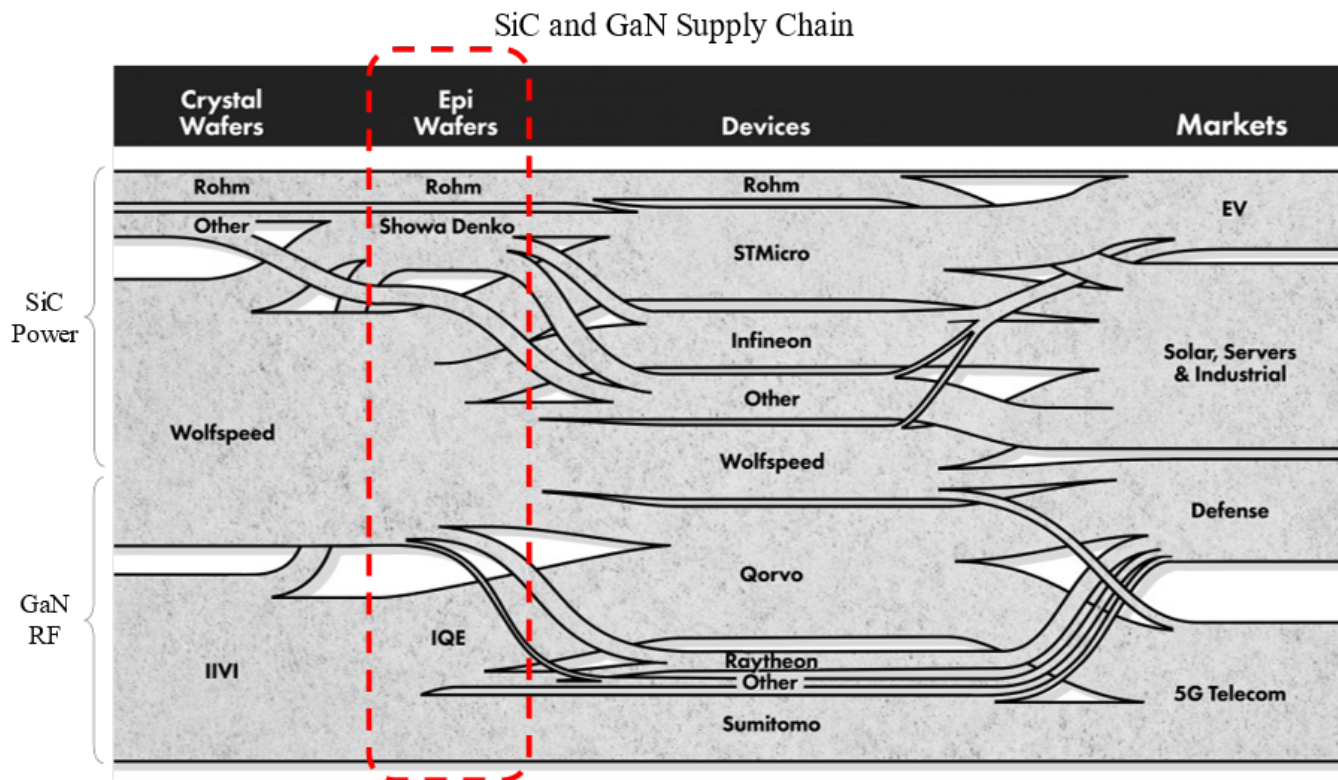 SiC and GaN Supply Chain
Crystal
Wafers
Epi
Wafers
Devices
Markets
SiC
Power
GaN
RF
Rohm
Other
Wolfspeed
IIVI
Rohm
Showa Denko
IQE
Rohm
STMicro
Infineon
Other
Wolfspeed
Qorvo
Raytheon
Other
Sumitomo
EV
Solar, Servers
& Industrial
Defense
5G Telecom